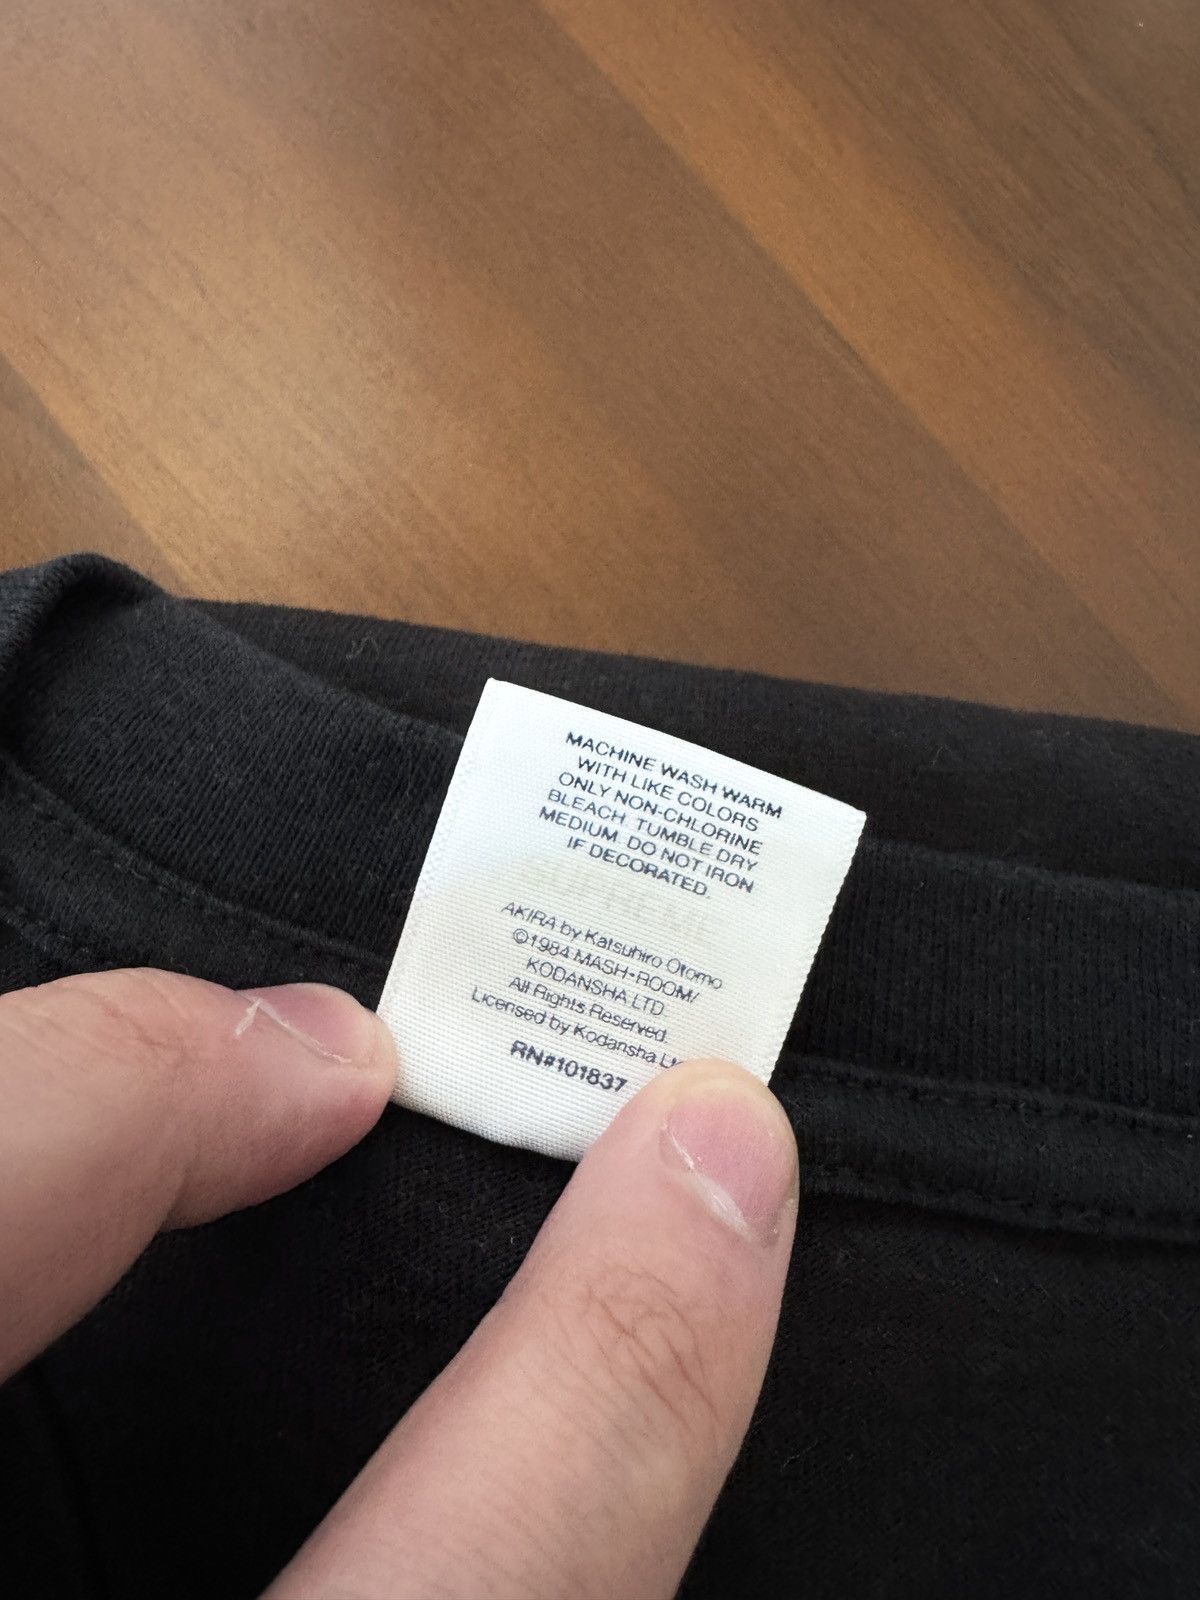 MACHINE WASH WARM
WITH LIKE COLORS
ONLY NON-CHLORINE
BLEACH. TUMBLE DRY
MEDIUM. DO NOT IRON
IF DECORATED.
AKIRA by Katsuhiro Otomo
©1984 MASH•ROOM/
KODANSHA LTD
All Rights Reserved.
Licensed by Kodansha
RN#101837